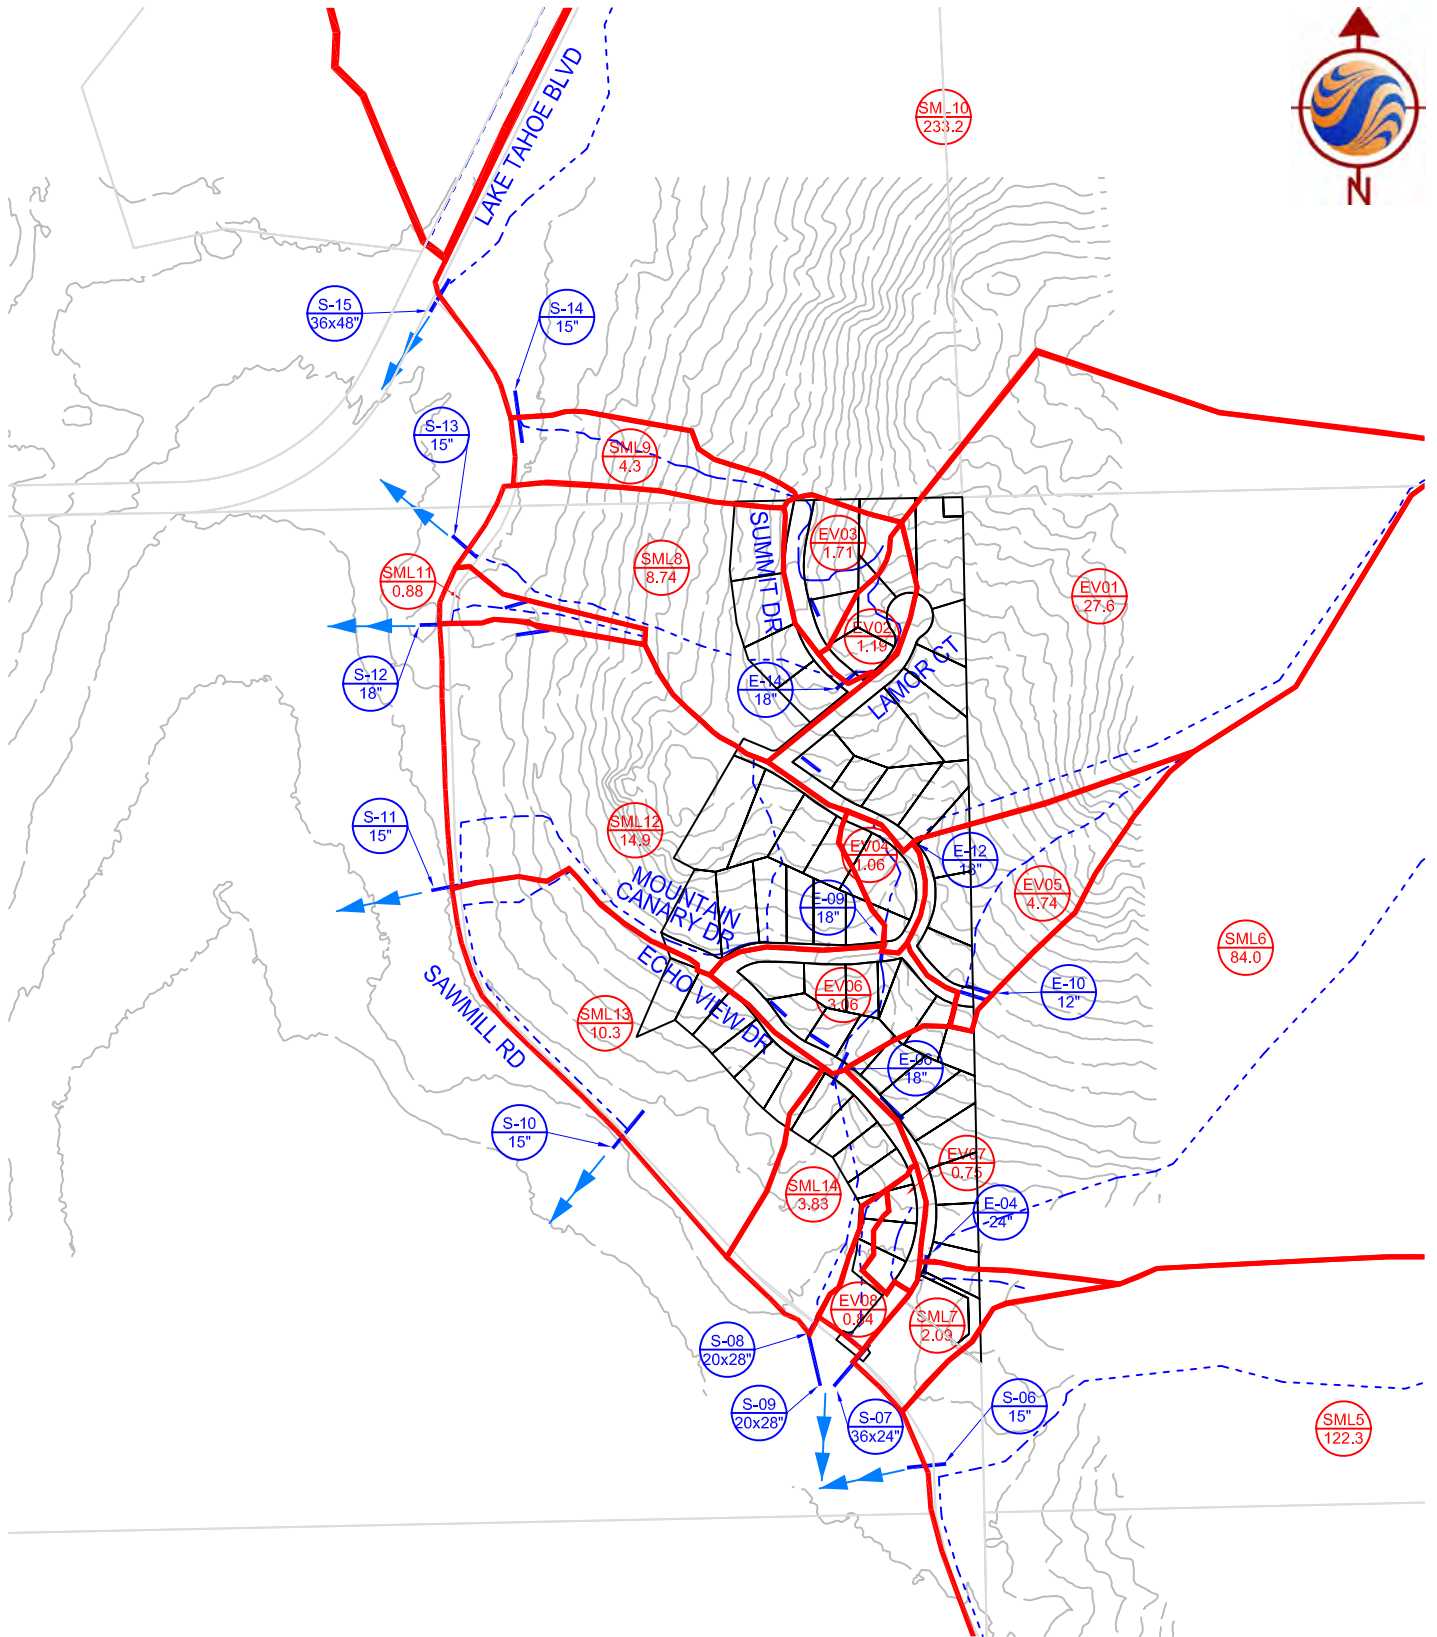 LAKE TAHOE BLVD
SML10
233.2
N
S-15
36x48"
S-14
15"
S-13
15"
SML9
4.3
SUMMIT DR
EV03
1.71
SML8
8.74
SML11
0.88
EV01
27.6
EV02
1.19
S-12
18"
E-14
18"
LAMOR CT
S-11
15"
SML12
14.9
EV04
1.06
E-12
18"
MOUNTAIN
CANARY DR
E-09
18"
EV05
4.74
SML6
84.0
ECHO VIEW DR
EV06
3.06
E-10
12"
SAWMILL RD
SML13
10.3
E-06
18"
S-10
15"
SML14
3.83
EV07
0.75
E-04
24"
EV08
0.84
SML7
2.09
S-08
20x28"
S-09
20x28"
S-07
36x24"
S-06
15"
SML5
122.3